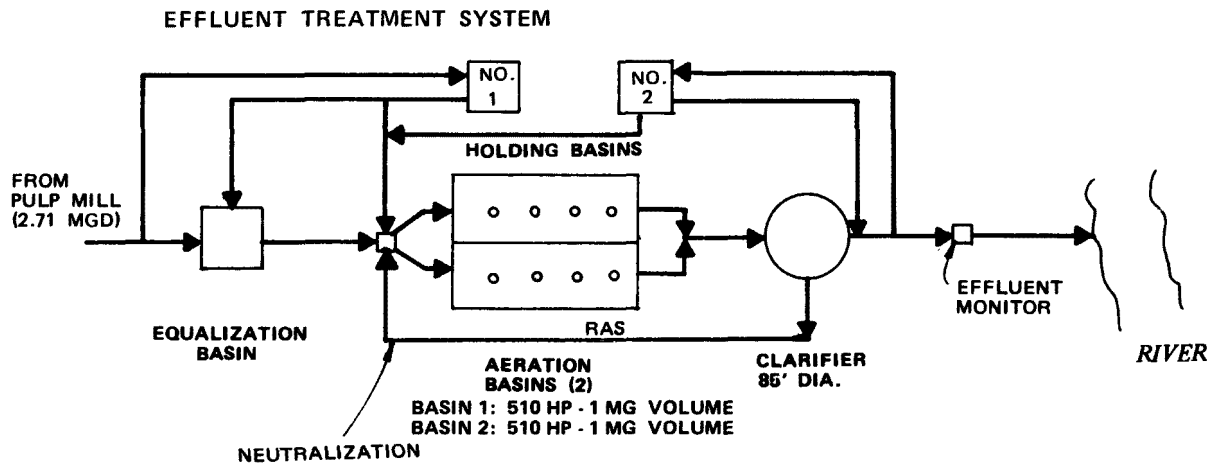 EFFLUENT TREATMENT SYSTEM
NO.
1
NO.
2
HOLDING BASINS
FROM
PULP MILL
(2.71 MGD)
EFFLUENT
MONITOR
RAS
EQUALIZATION
BASIN
AERATION
BASINS (2)
BASIN 1: 510 HP - 1 MG VOLUME
BASIN 2: 510 HP - 1 MG VOLUME
CLARIFIER
85' DIA.
RIVER
NEUTRALIZATION